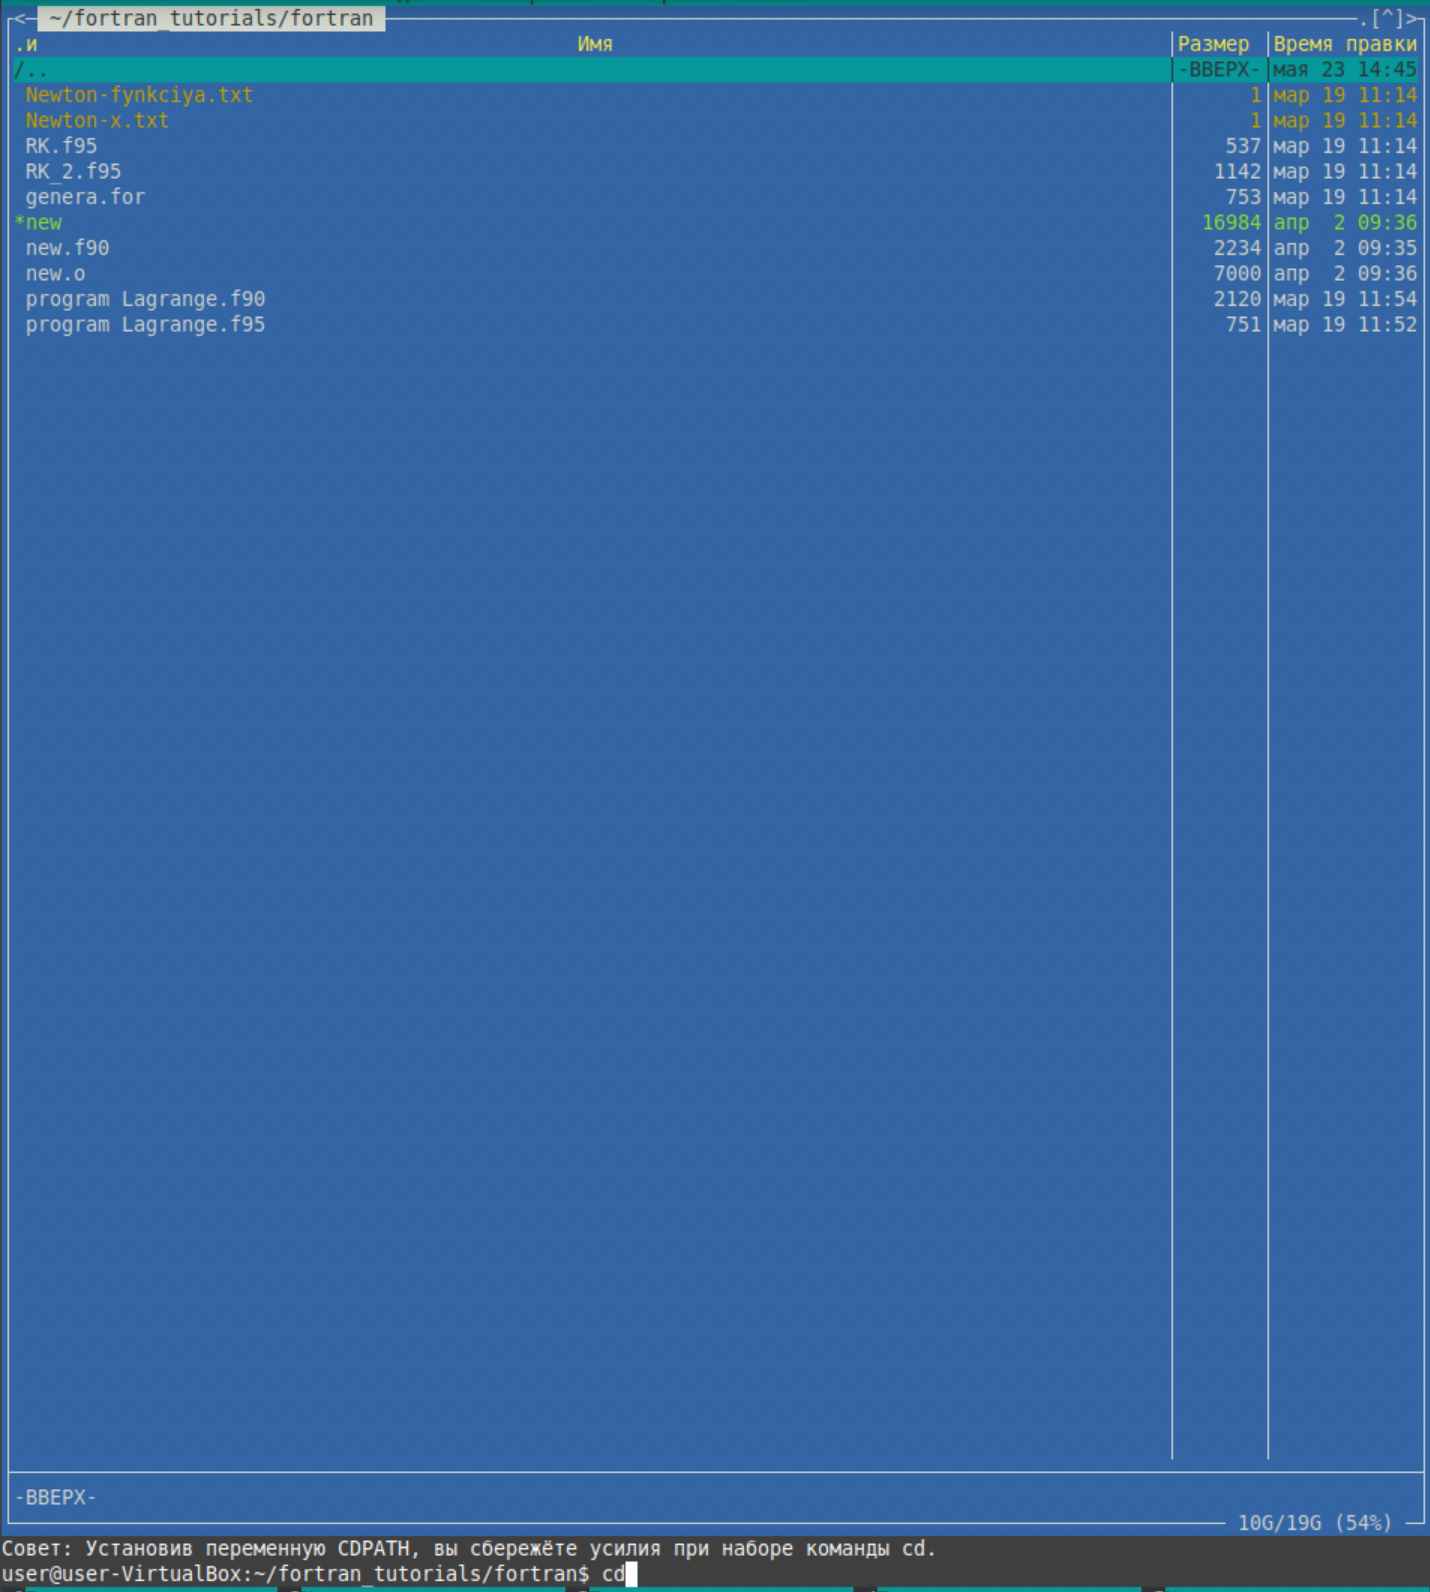 <- ~/fortran_tutorials/fortran .[^]>
.и Имя Размер Время правки
/.. -ВВЕРХ- мая 23 14:45
Newton-fynkciya.txt 1 мар 19 11:14
Newton-x.txt 1 мар 19 11:14
RK.f95 537 мар 19 11:14
RK_2.f95 1142 мар 19 11:14
genera.for 753 мар 19 11:14
*new 16984 апр 2 09:36
new.f90 2234 апр 2 09:35
new.o 7000 апр 2 09:36
program Lagrange.f90 2120 мар 19 11:54
program Lagrange.f95 751 мар 19 11:52
-ВВЕРХ-
10G/19G (54%)
Совет: Установив переменную CDPATH, вы сбережёте усилия при наборе команды cd.
user@user-VirtualBox:~/fortran_tutorials/fortran$ cd